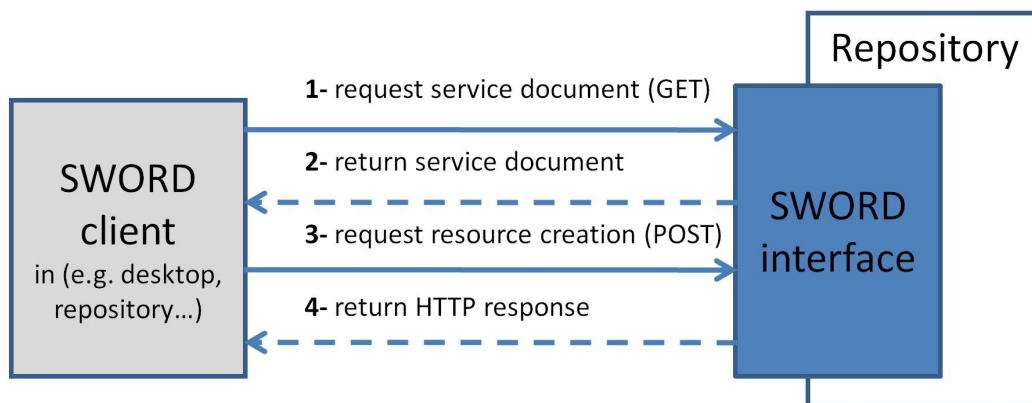 Repository
1- request service document (GET)
2- return service document
3- request resource creation (POST)
4- return HTTP response
SWORD
client
in (e.g. desktop,
repository...)
SWORD
interface